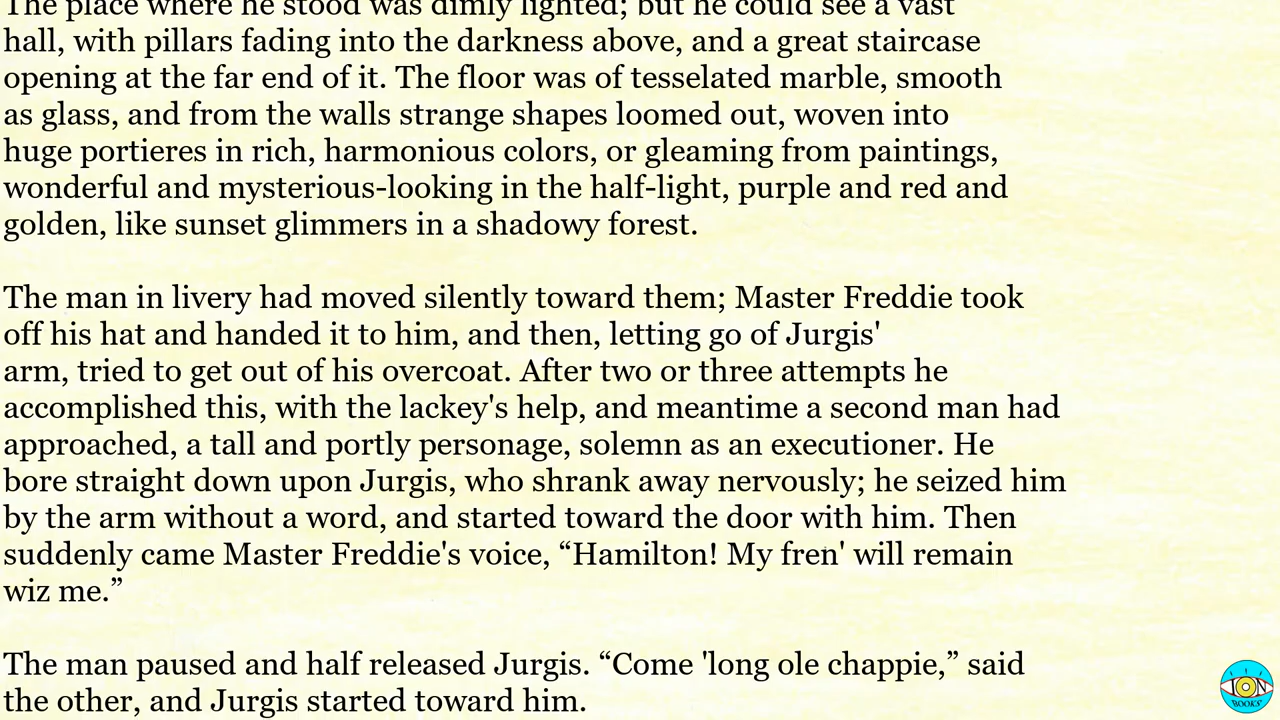 The place where he stood was dimly lighted; but he could see a vast
hall, with pillars fading into the darkness above, and a great staircase
opening at the far end of it. The floor was of tesselated marble, smooth
as glass, and from the walls strange shapes loomed out, woven into
huge portieres in rich, harmonious colors, or gleaming from paintings,
wonderful and mysterious-looking in the half-light, purple and red and
golden, like sunset glimmers in a shadowy forest.
The man in livery had moved silently toward them; Master Freddie took
off his hat and handed it to him, and then, letting go of Jurgis'
arm, tried to get out of his overcoat. After two or three attempts he
accomplished this, with the lackey's help, and meantime a second man had
approached, a tall and portly personage, solemn as an executioner. He
bore straight down upon Jurgis, who shrank away nervously; he seized him
by the arm without a word, and started toward the door with him. Then
suddenly came Master Freddie's voice, “Hamilton! My fren' will remain
wiz me.”
The man paused and half released Jurgis. “Come 'long ole chappie,” said
the other, and Jurgis started toward him.
ION
BOOKS